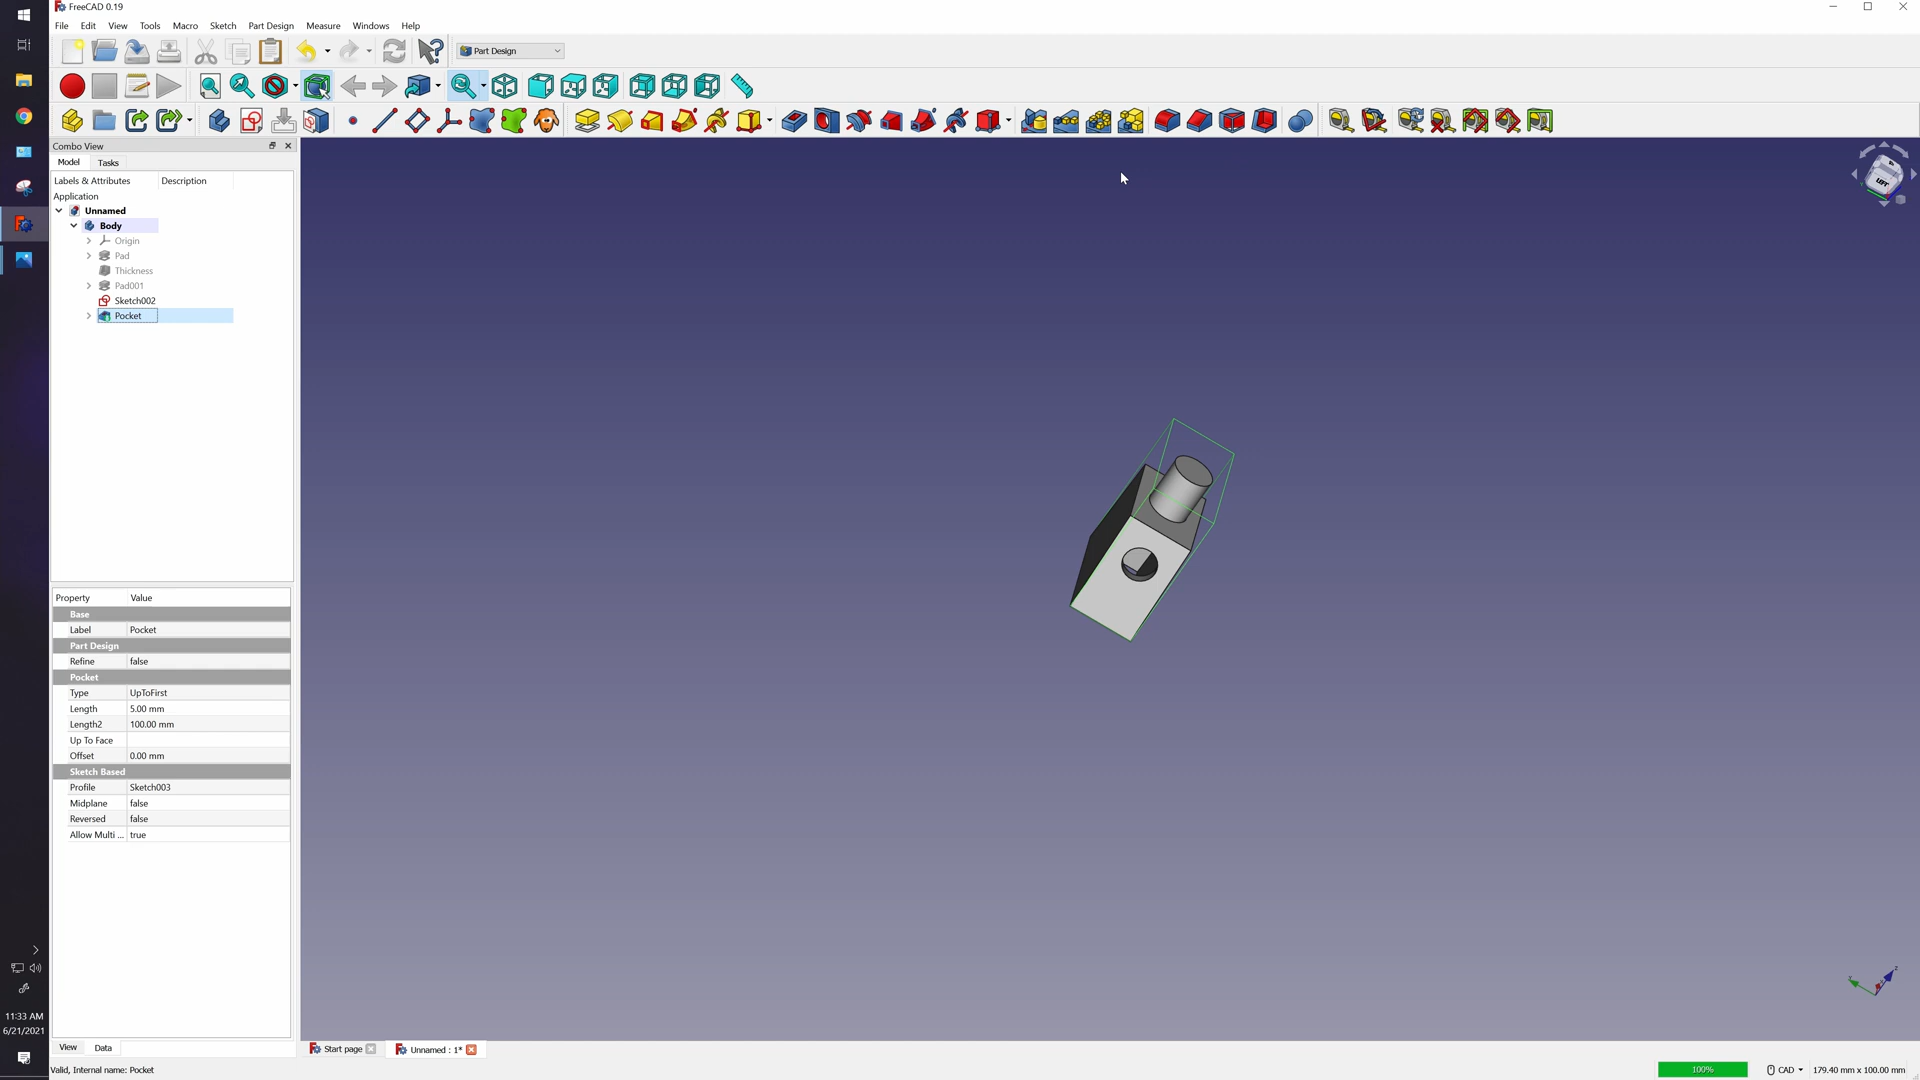 FreeCAD 0.19
File Edit View Tools Macro Sketch Part Design Measure Windows Help
Part Design
Combo View
Model Tasks
Labels & Attributes Description
Application
Unnamed
Body
Origin
Pad
Thickness
Pad001
Sketch002
Pocket
LEFT
Property Value
Base
Label Pocket
Part Design
Refine false
Pocket
Type UpToFirst
Length 5.00 mm
Length2 100.00 mm
Up To Face
Offset 0.00 mm
Sketch Based
Profile Sketch003
Midplane false
Reversed false
Allow Multi ... true
11:33 AM
6/21/2021
View Data
Start page Unnamed : 1*
Valid, Internal name: Pocket
100% CAD 179.40 mm x 100.00 mm